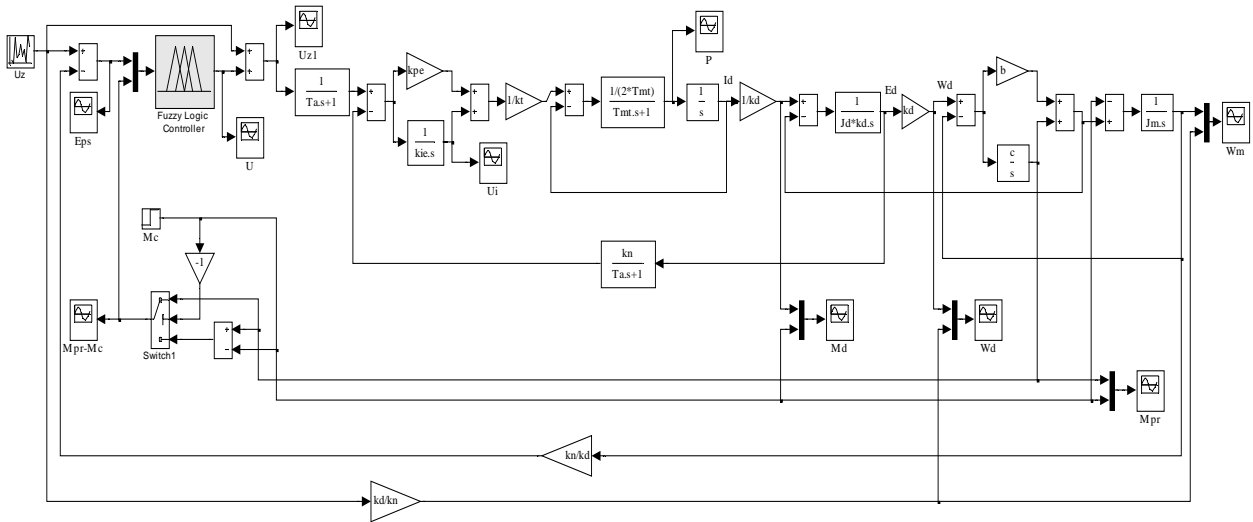 Uz
Eps
Fuzzy Logic
Controller
U
Uz1
1
Ta.s+1
kpe
1
kie.s
Ui
1/kt
1/(2*Tmt)
Tmt.s+1
P
1
s
Id
1/kd
1
Jd*kd.s
Ed
kd
Wd
b
c
s
1
Jm.s
Wm
Mc
-1
Mpr-Mc
Switch1
kn
Ta.s+1
Md
Wd
Mpr
kn/kd
kd/kn